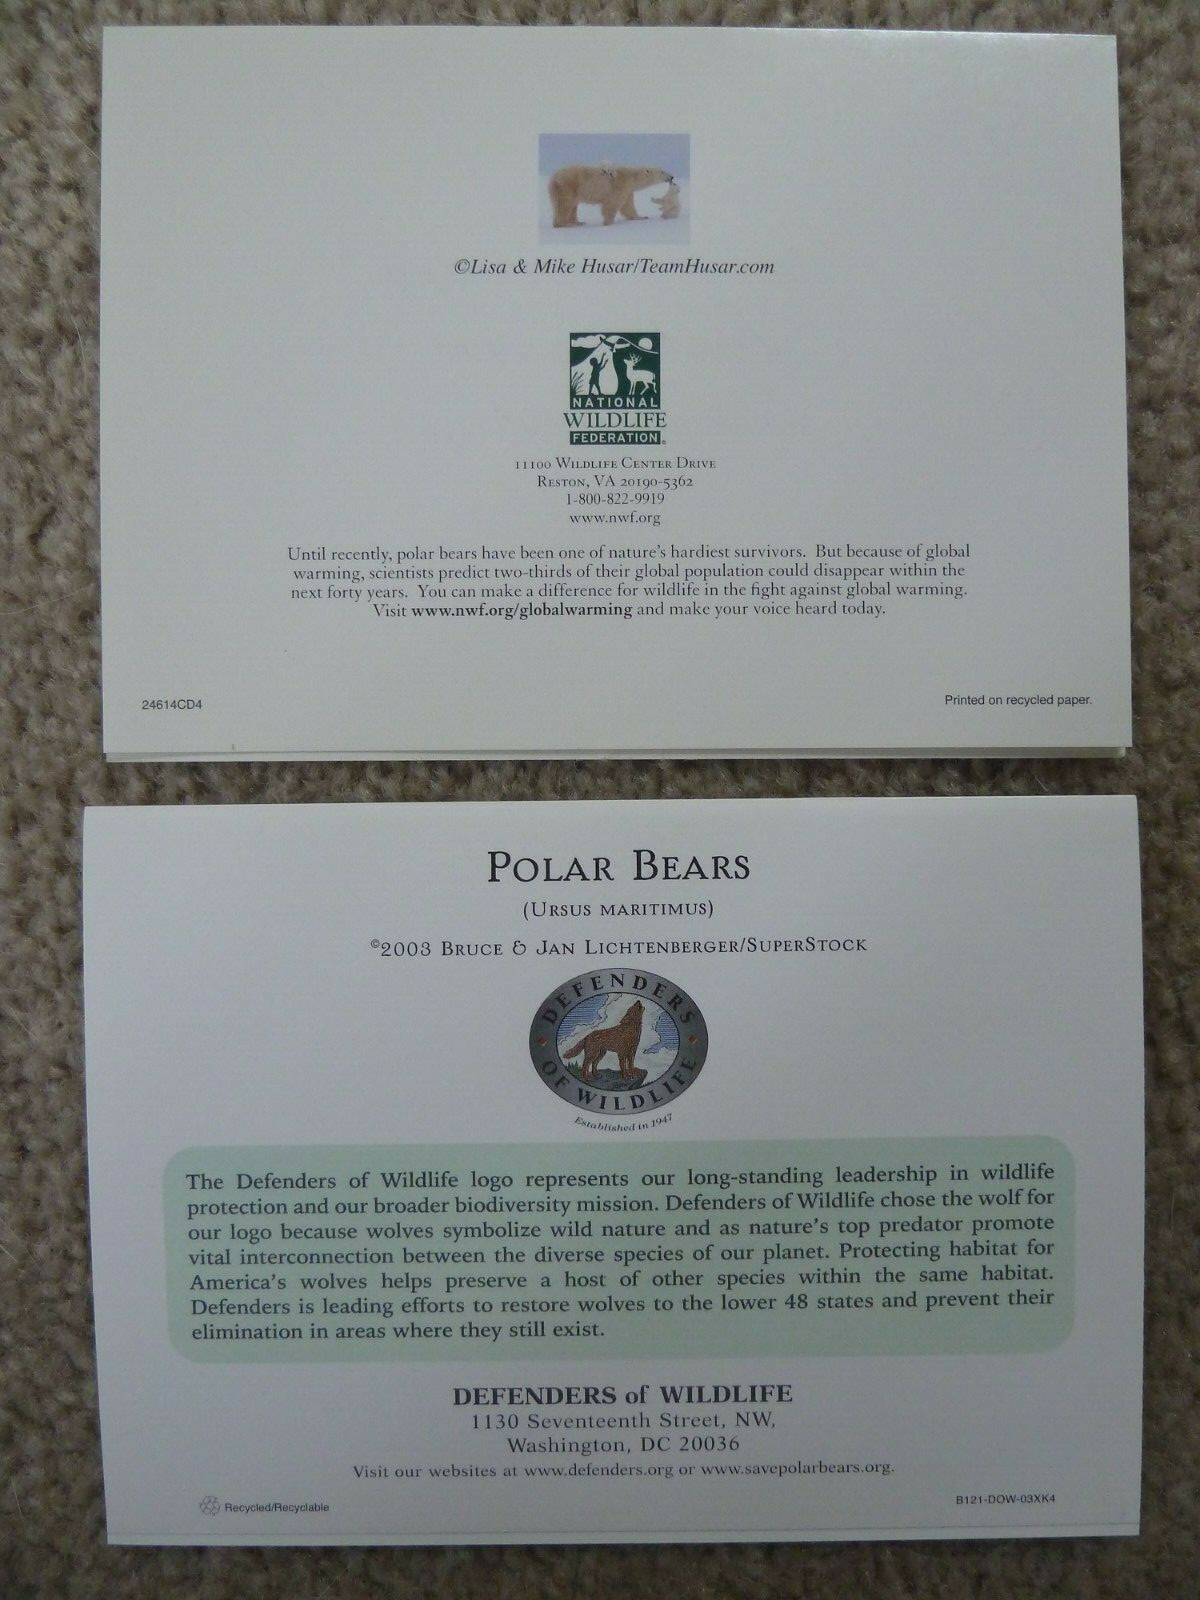 ©Lisa & Mike Husar/TeamHusar.com
NATIONAL
WILDLIFE
FEDERATION
11100 WILDLIFE CENTER DRIVE
RESTON, VA 20190-5362
1-800-822-9919
www.nwf.org
Until recently, polar bears have been one of nature's hardiest survivors. But because of global
warming, scientists predict two-thirds of their global population could disappear within the
next forty years. You can make a difference for wildlife in the fight against global warming.
Visit www.nwf.org/globalwarming and make your voice heard today.
24614CD4
Printed on recycled paper.
POLAR BEARS
(URSUS MARITIMUS)
©2003 BRUCE & JAN LICHTENBERGER/SUPERSTOCK
DEFENDERS
OF WILDLIFE
Established in 1947
The Defenders of Wildlife logo represents our long-standing leadership in wildlife
protection and our broader biodiversity mission. Defenders of Wildlife chose the wolf for
our logo because wolves symbolize wild nature and as nature's top predator promote
vital interconnection between the diverse species of our planet. Protecting habitat for
America's wolves helps preserve a host of other species within the same habitat.
Defenders is leading efforts to restore wolves to the lower 48 states and prevent their
elimination in areas where they still exist.
DEFENDERS of WILDLIFE
1130 Seventeenth Street, NW,
Washington, DC 20036
Visit our websites at www.defenders.org or www.savepolarbears.org.
Recycled/Recyclable
B121-DOW-03XK4